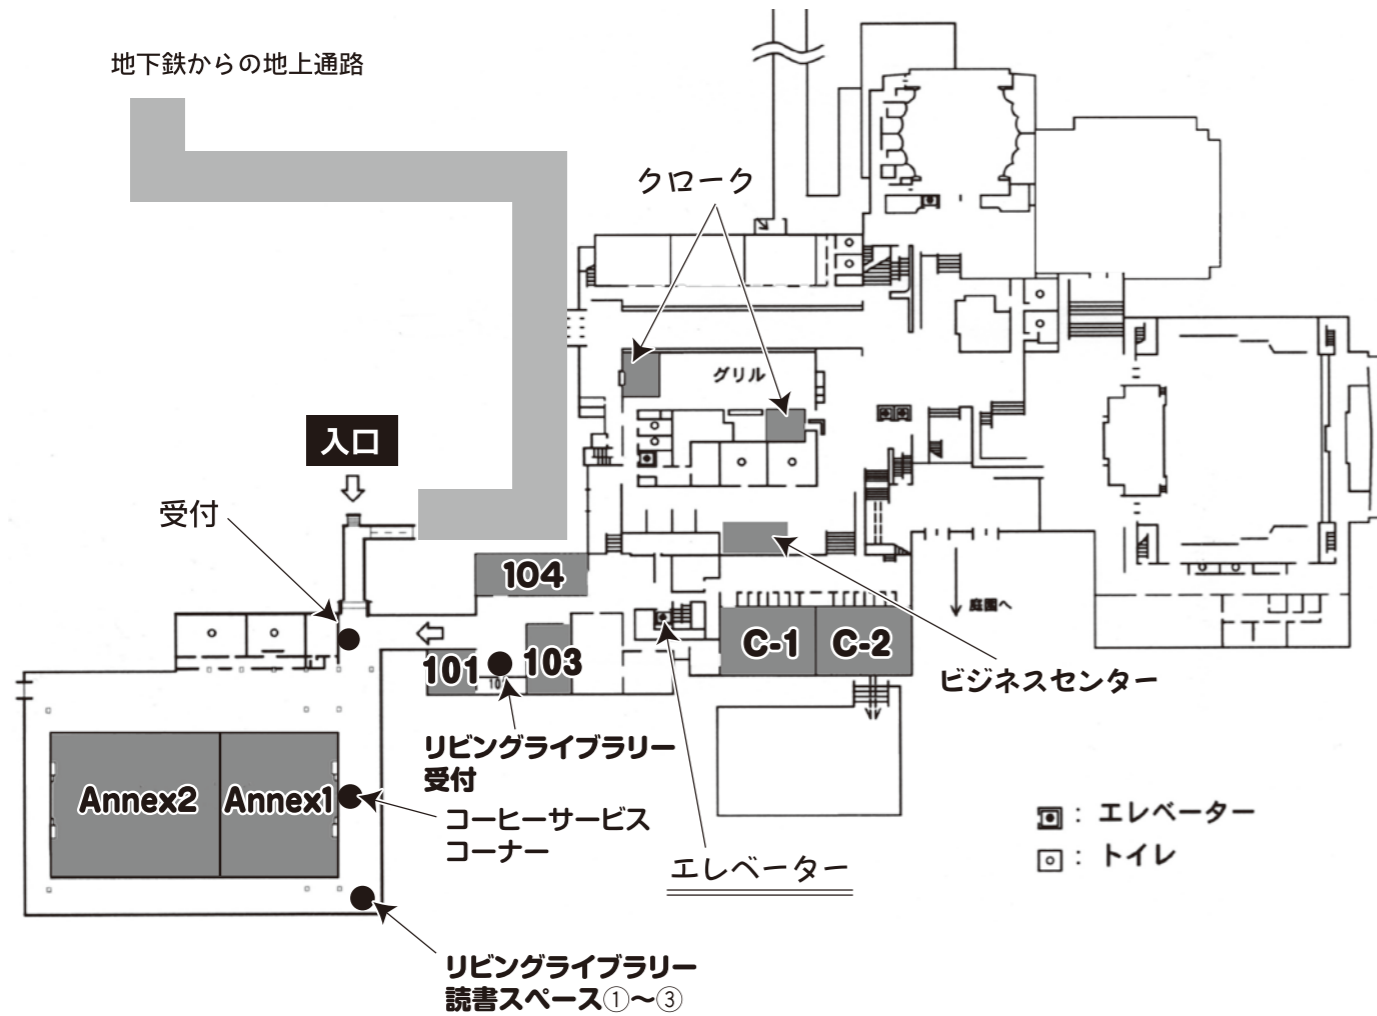 地下鉄からの地上通路
クローク
グリル
入口
受付
104
庭園へ
C-1
C-2
101
103
ビジネスセンター
リビングライブラリー
受付
Annex2
Annex1
コーヒーサービス
コーナー
エレベーター
：エレベーター
：トイレ
リビングライブラリー
読書スペース①〜③